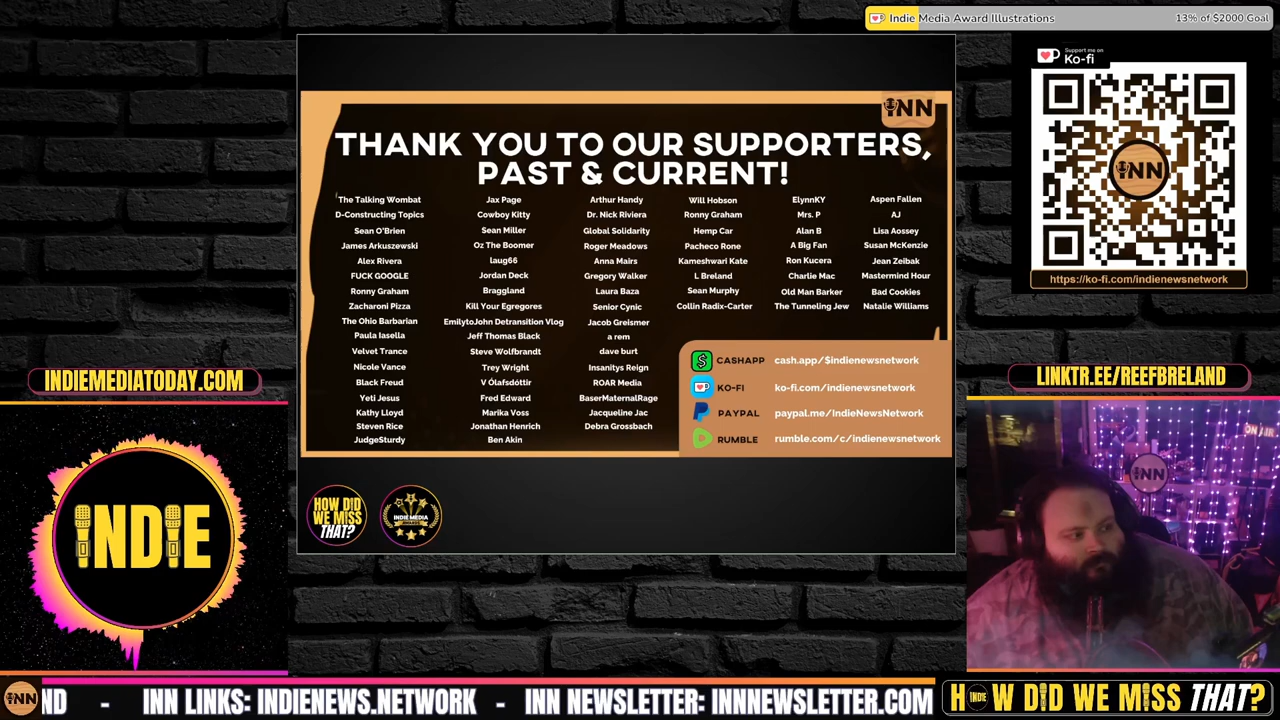 Indie Media Award Illustrations
13% of $2000 Goal
Support me on
Ko-fi
iNN
https://ko-fi.com/indienewsnetwork
iNN
THANK YOU TO OUR SUPPORTERS,
PAST & CURRENT!
The Talking Wombat
D-Constructing Topics
Sean O'Brien
James Arkuszewski
Alex Rivera
FUCK GOOGLE
Ronny Graham
Zacharoni Pizza
The Ohio Barbarian
Paula Iasella
Velvet Trance
Nicole Vance
Black Freud
Yeti Jesus
Kathy Lloyd
Steven Rice
JudgeSturdy
Jax Page
Cowboy Kitty
Sean Miller
Oz The Boomer
laug66
Jordan Deck
Braggland
Kill Your Egregores
EmilytoJohn Detransition Vlog
Jeff Thomas Black
Steve Wolfbrandt
Trey Wright
V Ólafsdóttir
Fred Edward
Marika Voss
Jonathan Henrich
Ben Akin
Arthur Handy
Dr. Nick Riviera
Global Solidarity
Roger Meadows
Anna Mairs
Gregory Walker
Laura Baza
Senior Cynic
Jacob Greismer
a rem
dave burt
Insanitys Reign
ROAR Media
BaserMaternalRage
Jacqueline Jac
Debra Grossbach
Will Hobson
Ronny Graham
Hemp Car
Pacheco Rone
Kameshwari Kate
L Breland
Sean Murphy
Collin Radix-Carter
ElynnKY
Mrs. P
Alan B
A Big Fan
Ron Kucera
Charlie Mac
Old Man Barker
The Tunneling Jew
Aspen Fallen
AJ
Lisa Aossey
Susan McKenzie
Jean Zeibak
Mastermind Hour
Bad Cookies
Natalie Williams
CASHAPP cash.app/$indienewsnetwork
KO-FI ko-fi.com/indienewsnetwork
PAYPAL paypal.me/IndieNewsNetwork
RUMBLE rumble.com/c/indienewsnetwork
INDIEMEDIATODAY.COM
LINKTR.EE/REEFBRELAND
iNDiE
HOW DID
WE MISS
THAT?
INDIE MEDIA
iNN
ON AIR
iNN
ND - INN LINKS: INDIENEWS.NETWORK - INN NEWSLETTER: INNNEWSLETTER.COM
HOW DID WE MISS THAT?